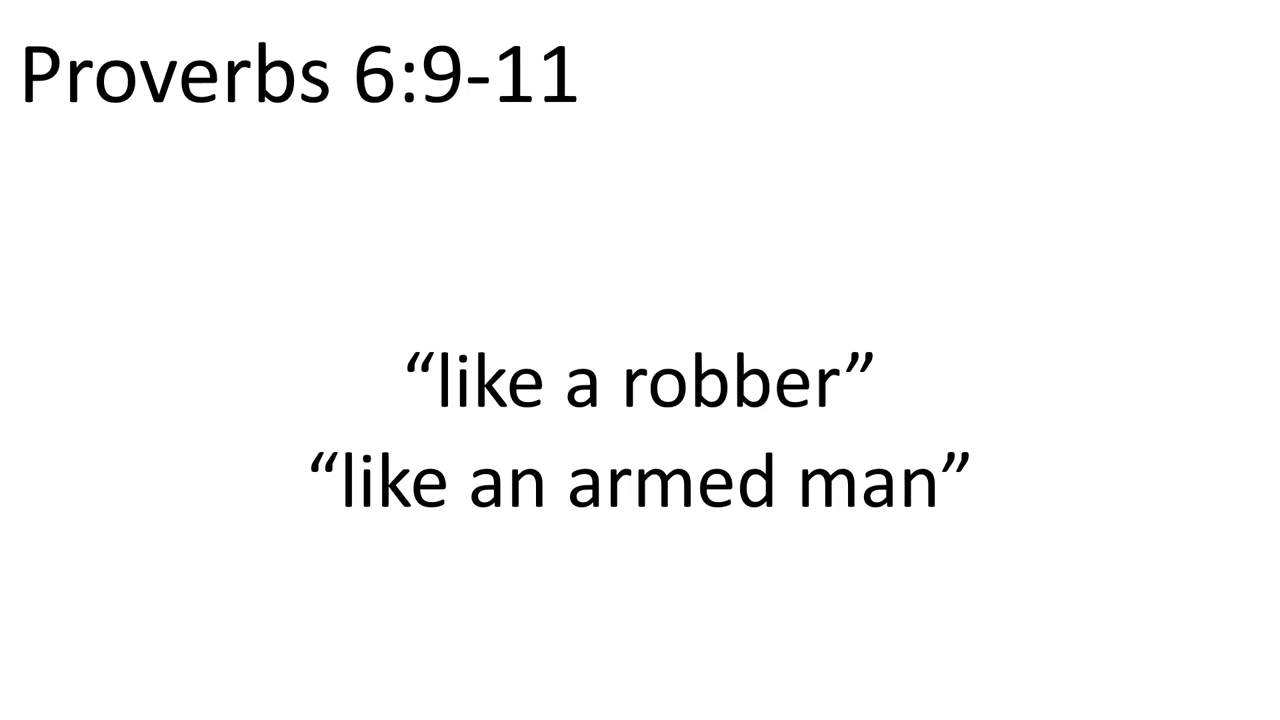 Proverbs 6:9-11
“like a robber”
“like an armed man”